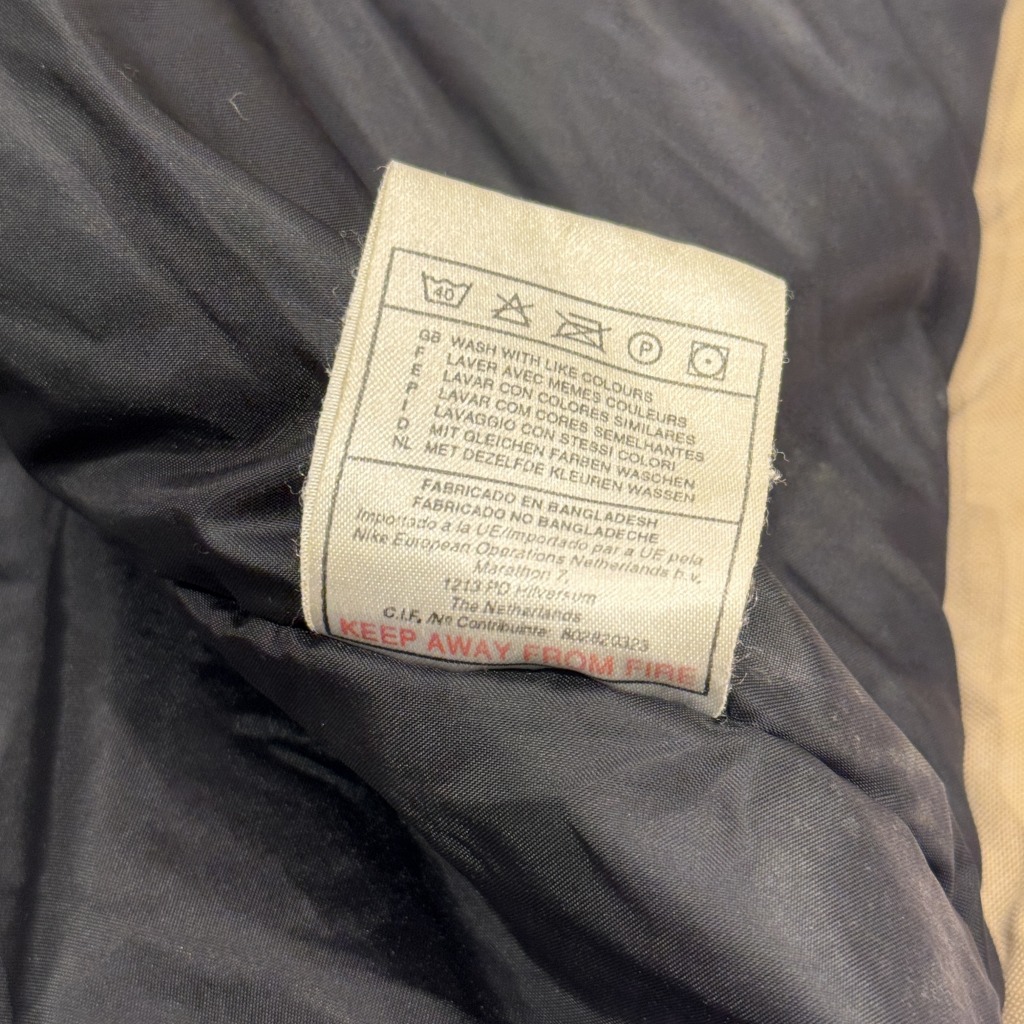 40 P
GB WASH WITH LIKE COLOURS
F LAVER AVEC MEMES COULEURS
E LAVAR CON COLORES SIMILARES
P LAVAR COM CORES SEMELHANTES
I LAVAGGIO CON STESSI COLORI
D MIT GLEICHEN FARBEN WASCHEN
NL MET DEZELFDE KLEUREN WASSEN
FABRICADO EN BANGLADESH
FABRICADO NO BANGLADECHE
Importado a la UE/Importado par a UE pela
Nike European Operations Netherlands b.v.
Marathon 7,
1213 PD Hilversum
The Netherlands
C.I.F. /Nº Contribuinte 802820323
KEEP AWAY FROM FIRE